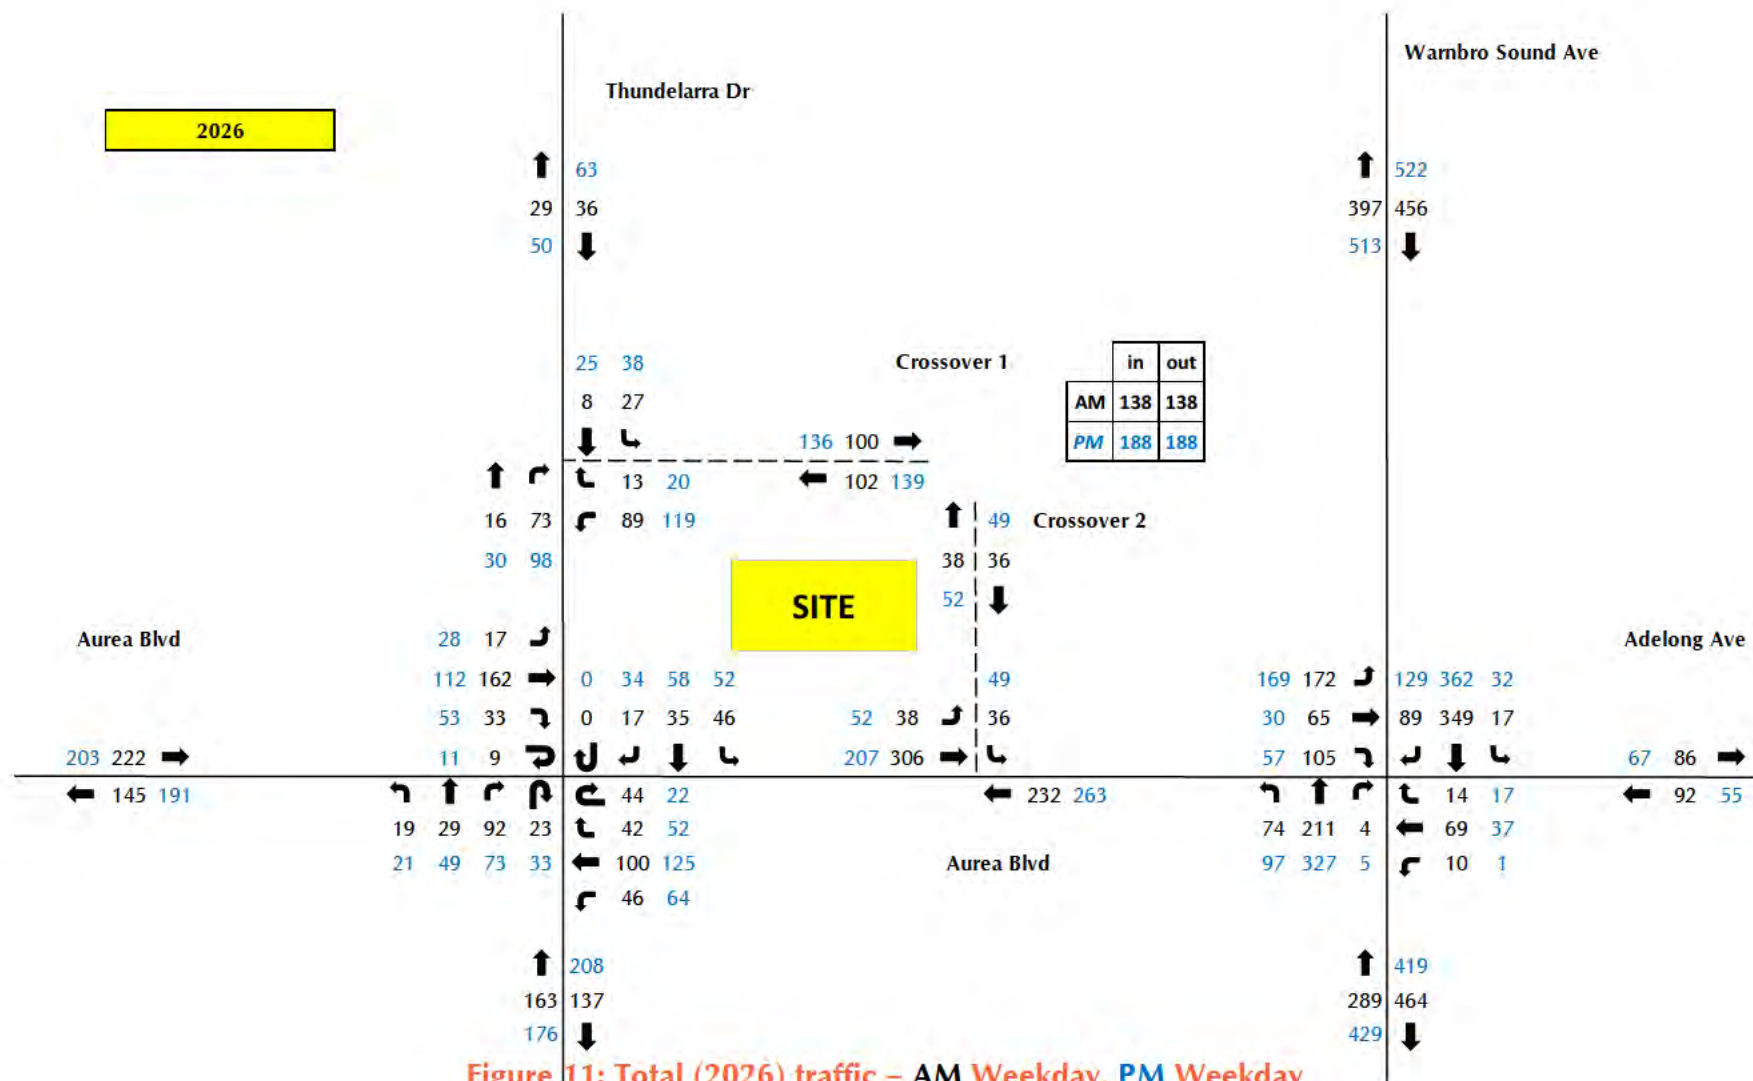 Warnbro Sound Ave
Thundelarra Dr
2026
63 522
29 36 397 456
50 513
25 38 Crossover 1 in out
8 27 AM 138 138
136 100 PM 188 188
13 20 102 139
16 73 89 119 49 Crossover 2
30 98 38 36
SITE 52
Aurea Blvd 28 17 Adelong Ave
112 162 0 34 58 52 49 169 172 129 362 32
53 33 0 17 35 46 52 38 36 30 65 89 349 17
203 222 11 9 207 306 57 105 67 86
145 191 44 22 232 263 14 17 92 55
19 29 92 23 42 52 74 211 4 69 37
21 49 73 33 100 125 Aurea Blvd 97 327 5 10 1
46 64
208 419
163 137 289 464
176 429
Figure 11: Total (2026) traffic – AM Weekday, PM Weekday